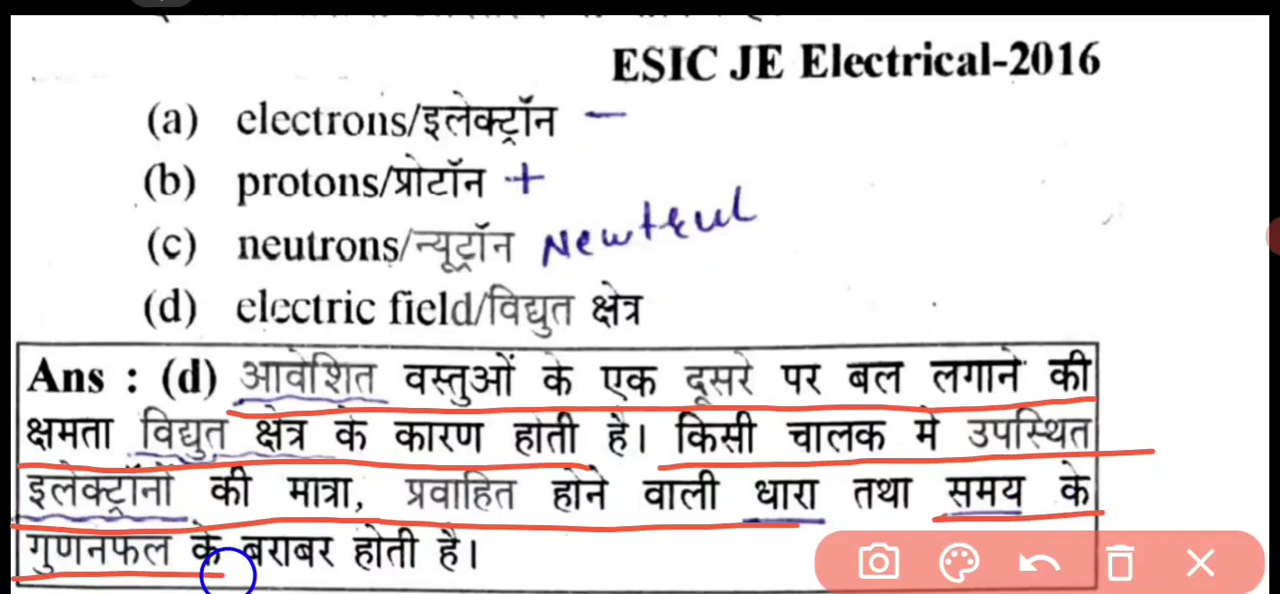 ESIC JE Electrical-2016
(a) electrons/इलेक्ट्रॉन –
(b) protons/प्रोटॉन +
(c) neutrons/न्यूट्रॉन Newtrul
(d) electric field/विद्युत क्षेत्र
Ans : (d) आवेशित वस्तुओं के एक दूसरे पर बल लगाने की
क्षमता विद्युत क्षेत्र के कारण होती है। किसी चालक मे उपस्थित
इलेक्ट्रॉनों की मात्रा, प्रवाहित होने वाली धारा तथा समय के
गुणनफल के बराबर होती है।